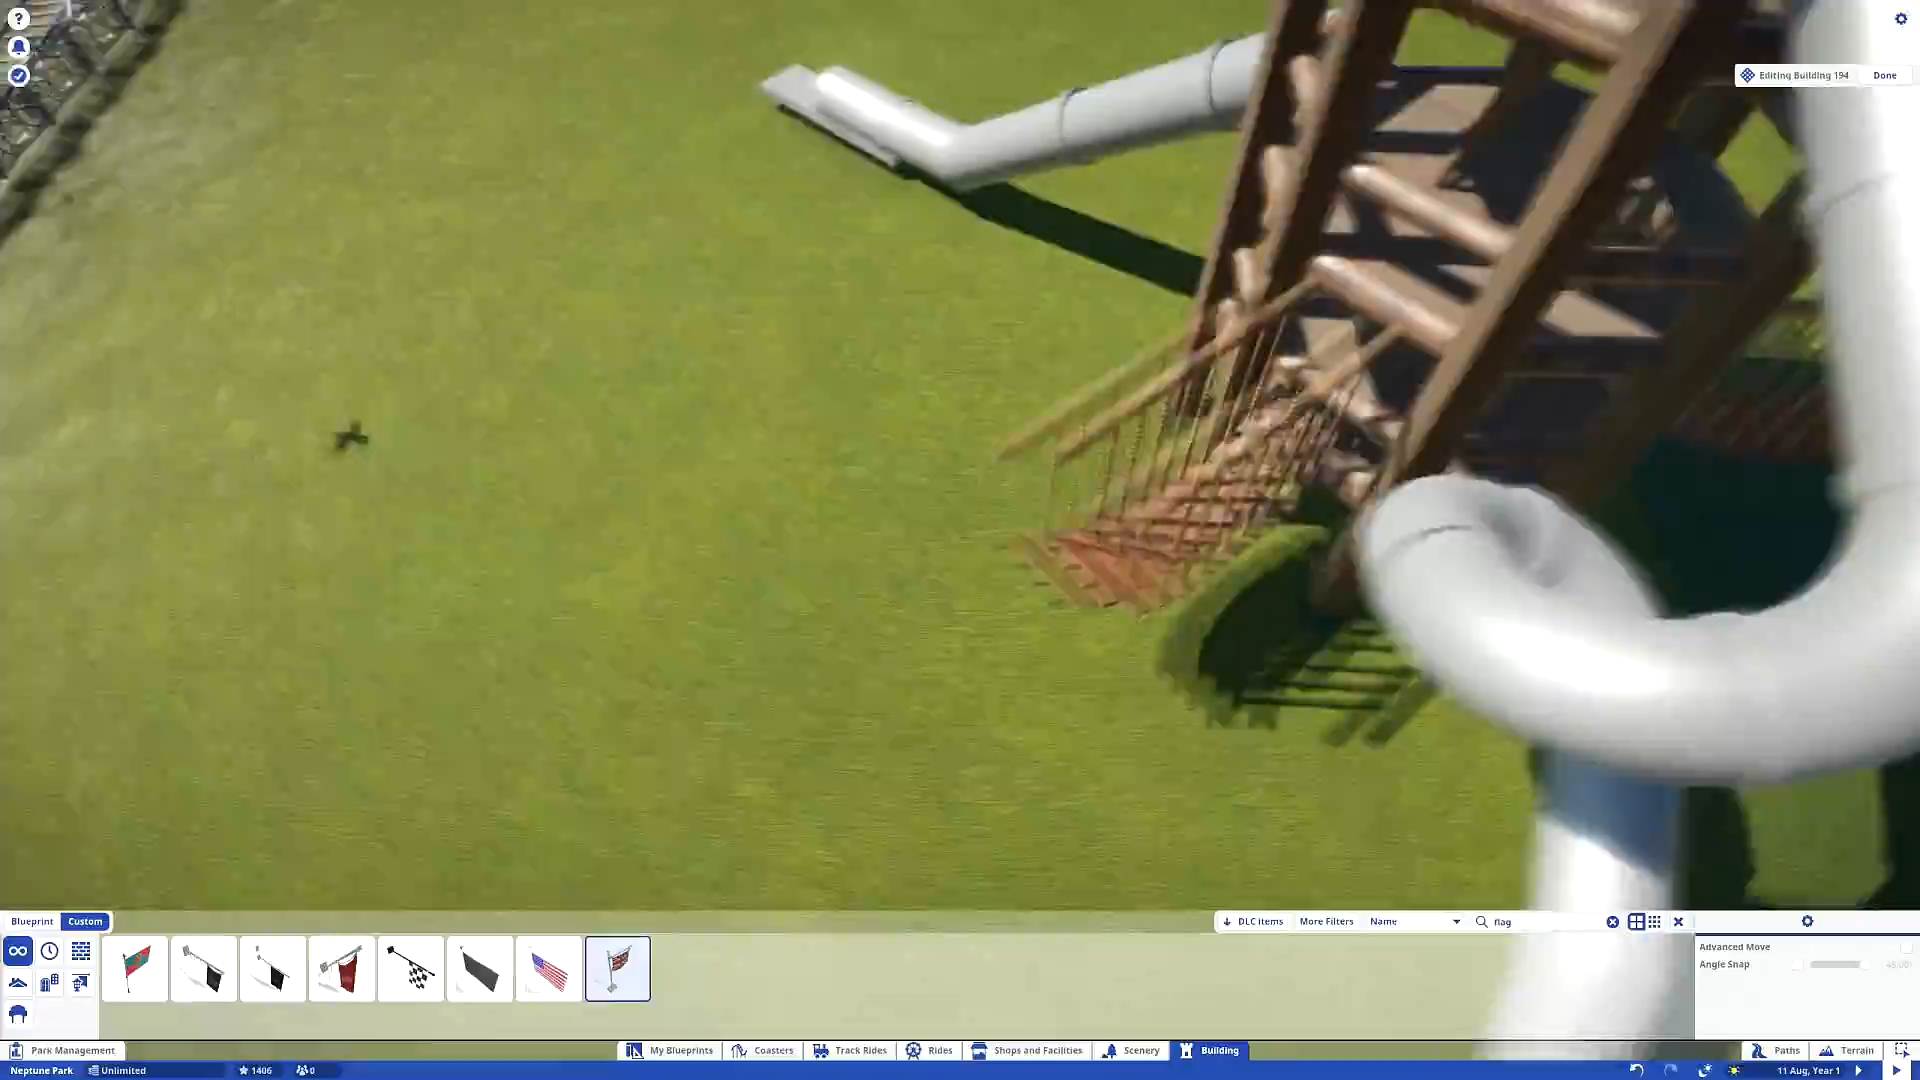 ?
Editing Building 194 Done
Blueprint Custom
DLC items More Filters Name flag
Advanced Move
Angle Snap 45.00°
Park Management
My Blueprints Coasters Track Rides Rides Shops and Facilities Scenery Building Paths Terrain
Neptune Park Unlimited 1406 0 11 Aug, Year 1